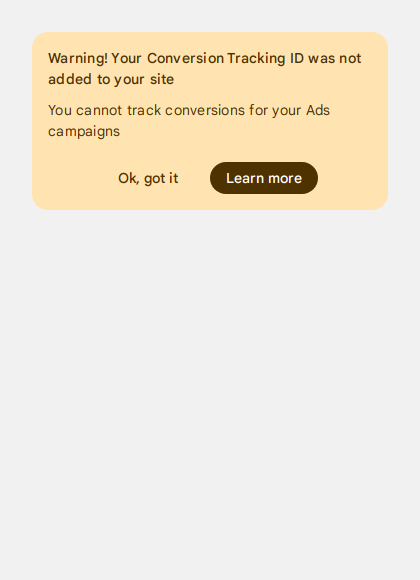 Warning! Your Conversion Tracking ID was not
added to your site
You cannot track conversions for your Ads
campaigns
Ok, got it
Learn more